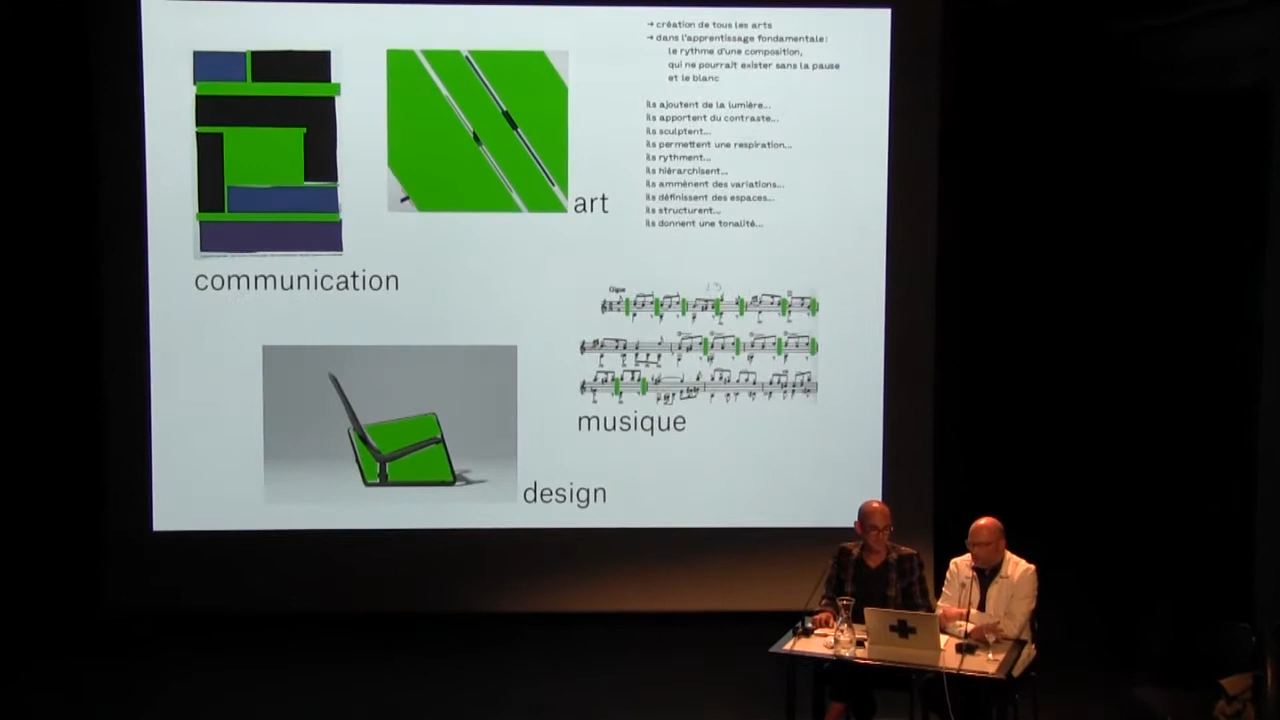 → création de tous les arts
→ dans l'apprentissage fondamentale:
le rythme d'une composition,
qui ne pourrait exister sans la pause
et le blanc
ils ajoutent de la lumière...
ils apportent du contraste...
ils sculptent...
ils permettent une respiration...
ils rythment...
ils hiérarchisent...
ils ammènent des variations...
ils définissent des espaces...
ils structurent...
ils donnent une tonalité...
art
communication
Gigue
musique
design